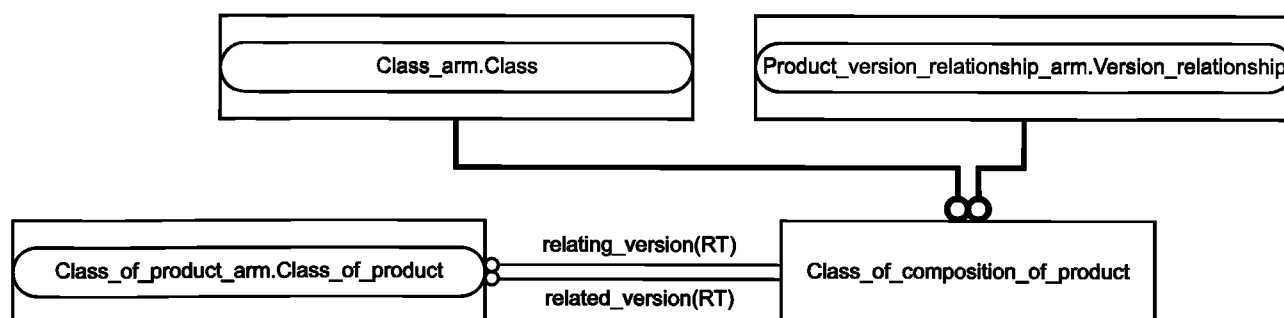 Class_arm.Class
Product_version_relationship_arm.Version_relationship
relating_version(RT)
Class_of_product_arm.Class_of_product
Class_of_composition_of_product
related_version(RT)